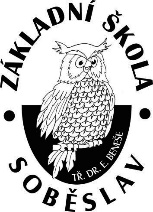 ZÁKLADNÍ ŠKOLA
TŘ. DR. E. BENEŠE
SOBĚSLAV